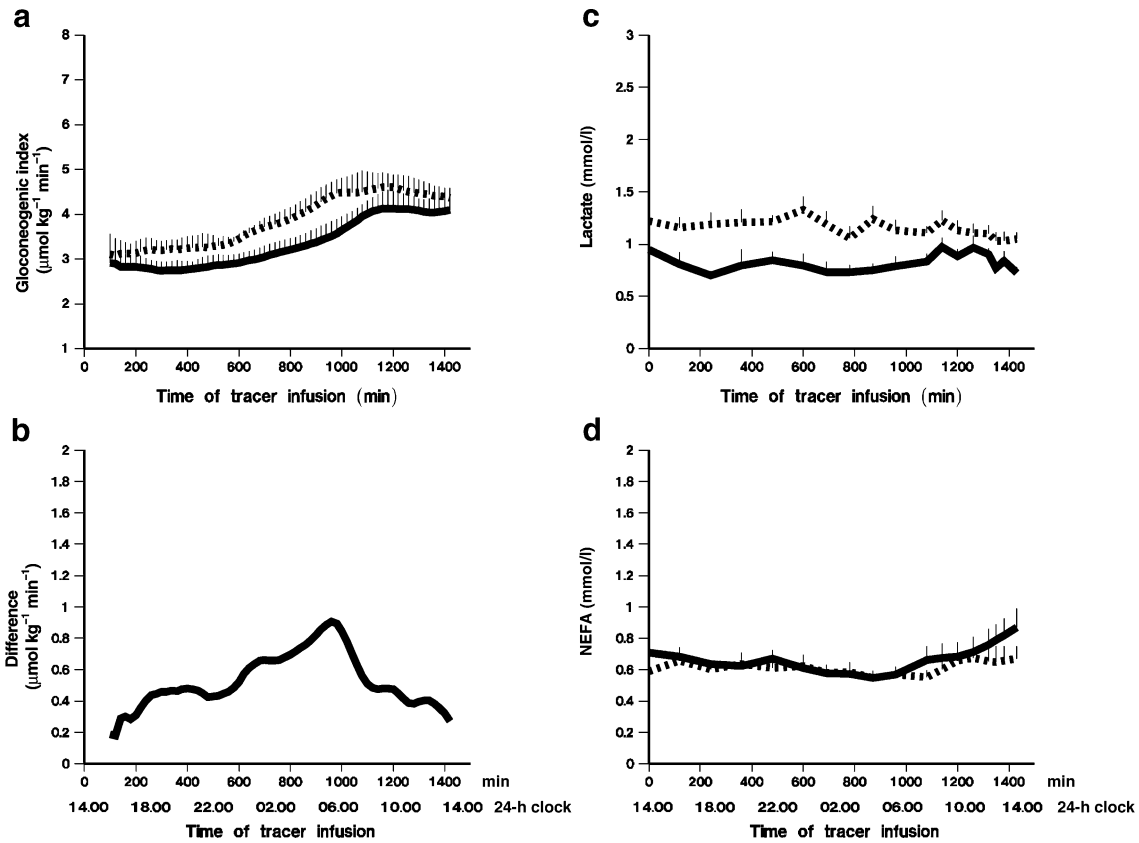 a
8
7
6
5
4
3
2
1
Gloconeogenic index
(μmol kg⁻¹ min⁻¹)
0 200 400 600 800 1000 1200 1400
Time of tracer infusion (min)
c
3
2.5
2
1.5
1
0.5
0
Lactate (mmol/l)
0 200 400 600 800 1000 1200 1400
Time of tracer infusion (min)
b
2
1.8
1.6
1.4
1.2
1
0.8
0.6
0.4
0.2
0
Difference
(μmol kg⁻¹ min⁻¹)
0 200 400 600 800 1000 1200 1400 min
14.00 18.00 22.00 02.00 06.00 10.00 14.00 24-h clock
Time of tracer infusion
d
2
1.8
1.6
1.4
1.2
1
0.8
0.6
0.4
0.2
0
NEFA (mmol/l)
0 200 400 600 800 1000 1200 1400 min
14.00 18.00 22.00 02.00 06.00 10.00 14.00 24-h clock
Time of tracer infusion